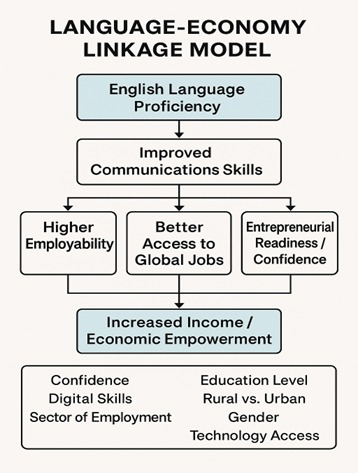 LANGUAGE-ECONOMY
LINKAGE MODEL
English Language
Proficiency
Improved
Communications Skills
Higher
Employability
Better
Access to
Global Jobs
Entrepreneurial
Readiness /
Confidence
Increased Income /
Economic Empowerment
Confidence
Digital Skills
Sector of Employment
Education Level
Rural vs. Urban
Gender
Technology Access